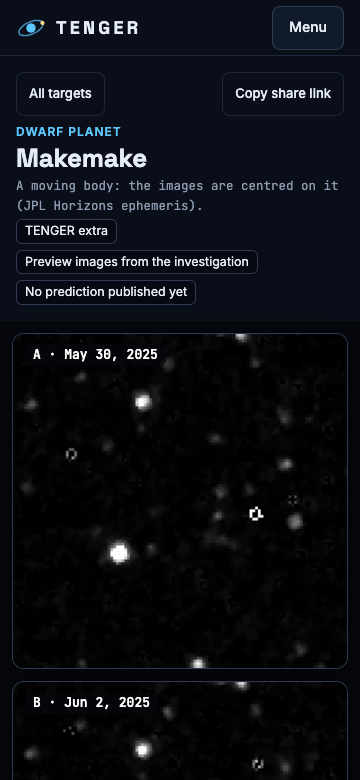 TENGER
Menu
All targets
Copy share link
DWARF PLANET
Makemake
A moving body: the images are centred on it
(JPL Horizons ephemeris).
TENGER extra
Preview images from the investigation
No prediction published yet
A · May 30, 2025
B · Jun 2, 2025